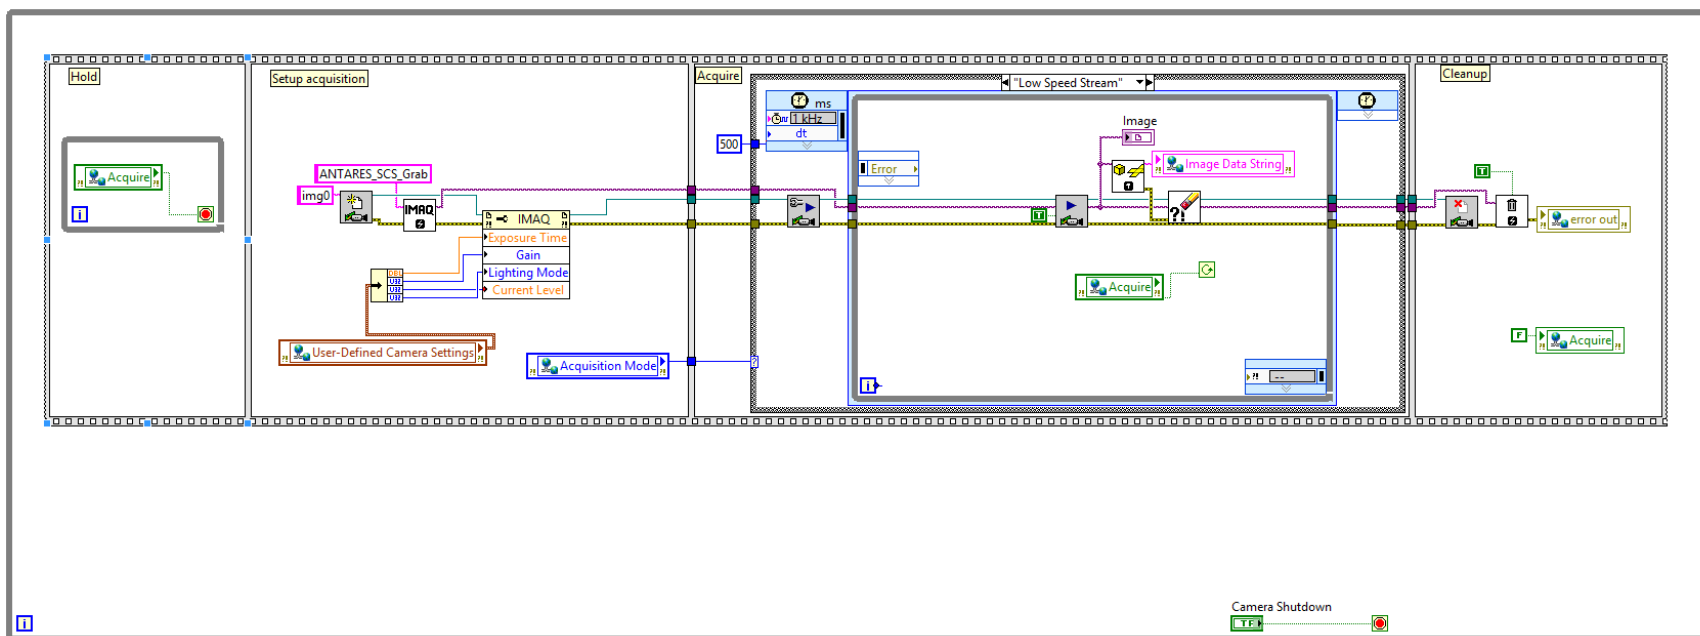 Hold
Acquire
i
Setup acquisition
ANTARES_SCS_Grab
img0
IMAQ
IMAQ
Exposure Time
Gain
Lighting Mode
Current Level
DBL
U32
U32
U32
User-Defined Camera Settings
Acquisition Mode
Acquire
"Low Speed Stream"
ms
1 kHz
dt
500
Error
?
Image
Image Data String
T
Acquire
i
?! --
Cleanup
T
error out
F
Acquire
i
Camera Shutdown
TF